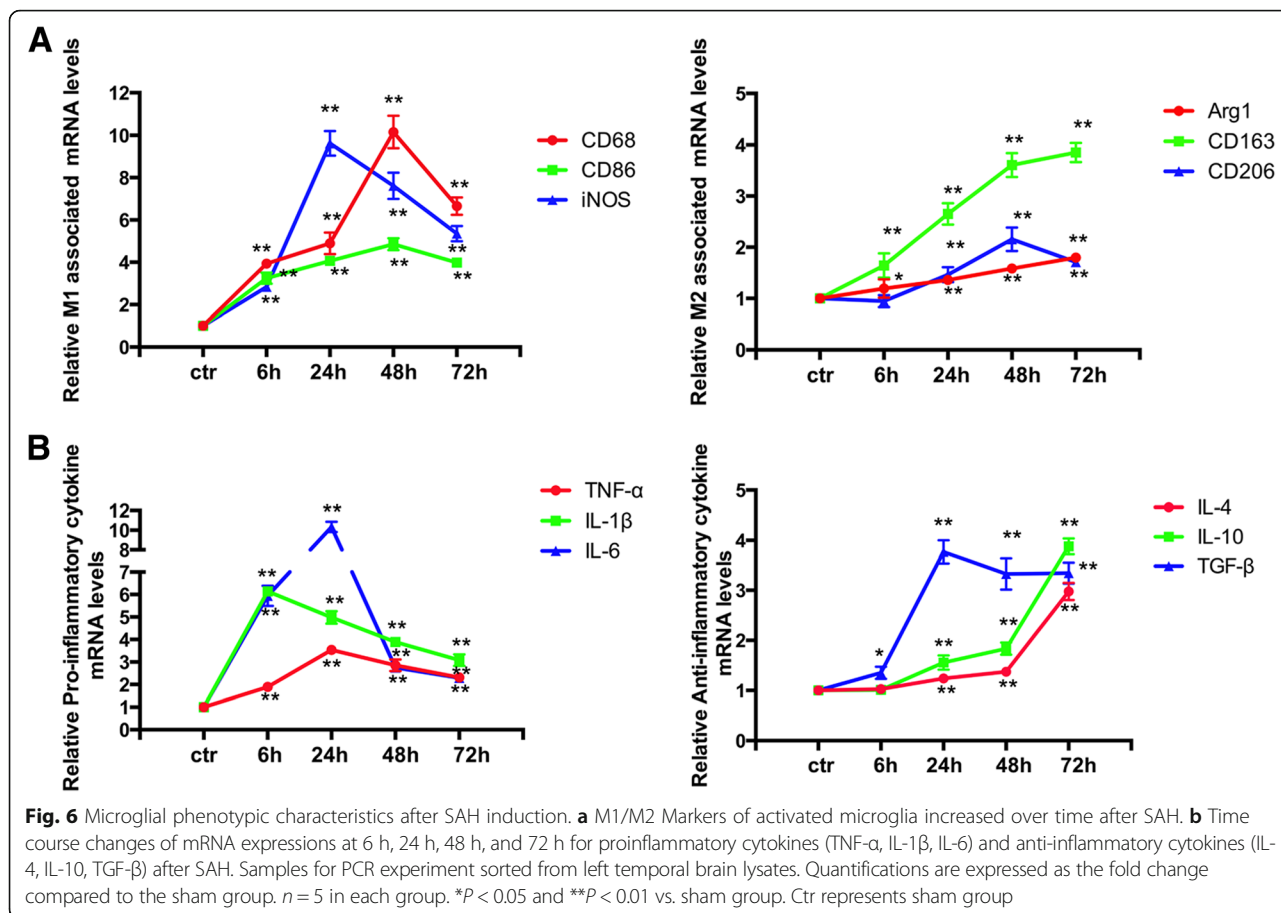 A
Relative M1 associated mRNA levels
12
10
8
6
4
2
0
ctr 6h 24h 48h 72h
** ** ** ** ** ** ** ** ** ** ** **
CD68
CD86
iNOS
Relative M2 associated mRNA levels
5
4
3
2
1
0
ctr 6h 24h 48h 72h
** * ** ** ** ** ** ** ** ** **
Arg1
CD163
CD206
B
Relative Pro-inflammatory cytokine
mRNA levels
12
10
8
7
6
5
4
3
2
1
0
ctr 6h 24h 48h 72h
** ** ** ** ** ** ** ** ** ** ** **
TNF-α
IL-1β
IL-6
Relative Anti-inflammatory cytokine
mRNA levels
5
4
3
2
1
0
ctr 6h 24h 48h 72h
* ** ** ** ** ** ** ** ** **
IL-4
IL-10
TGF-β
Fig. 6 Microglial phenotypic characteristics after SAH induction. a M1/M2 Markers of activated microglia increased over time after SAH. b Time
course changes of mRNA expressions at 6 h, 24 h, 48 h, and 72 h for proinflammatory cytokines (TNF-α, IL-1β, IL-6) and anti-inflammatory cytokines (IL-
4, IL-10, TGF-β) after SAH. Samples for PCR experiment sorted from left temporal brain lysates. Quantifications are expressed as the fold change
compared to the sham group. n = 5 in each group. *P < 0.05 and **P < 0.01 vs. sham group. Ctr represents sham group